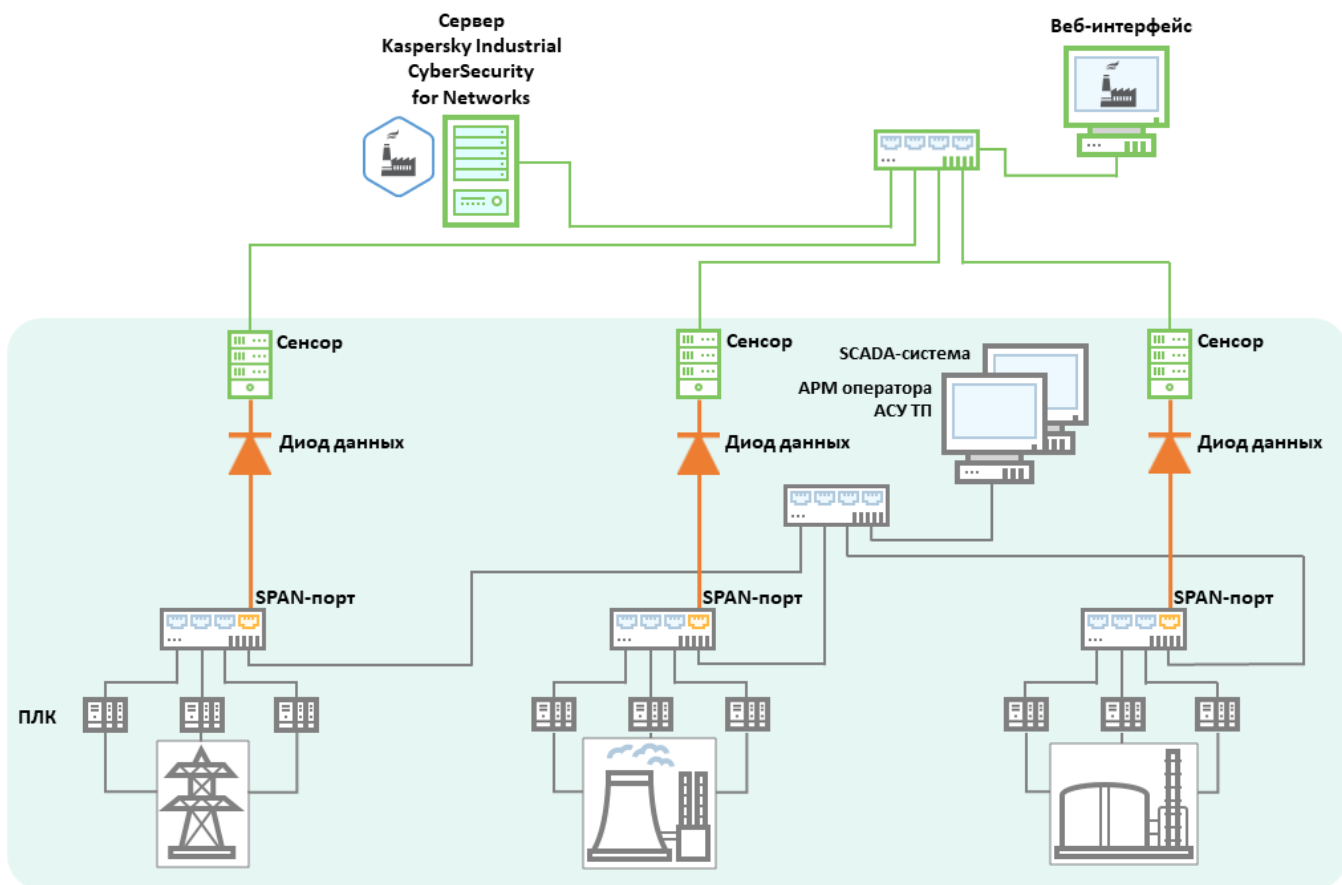 Сервер
Kaspersky Industrial
CyberSecurity
for Networks
Веб-интерфейс
Сенсор
Сенсор
Сенсор
SCADA-система
АРМ оператора
АСУ ТП
Диод данных
Диод данных
Диод данных
SPAN-порт
SPAN-порт
SPAN-порт
ПЛК